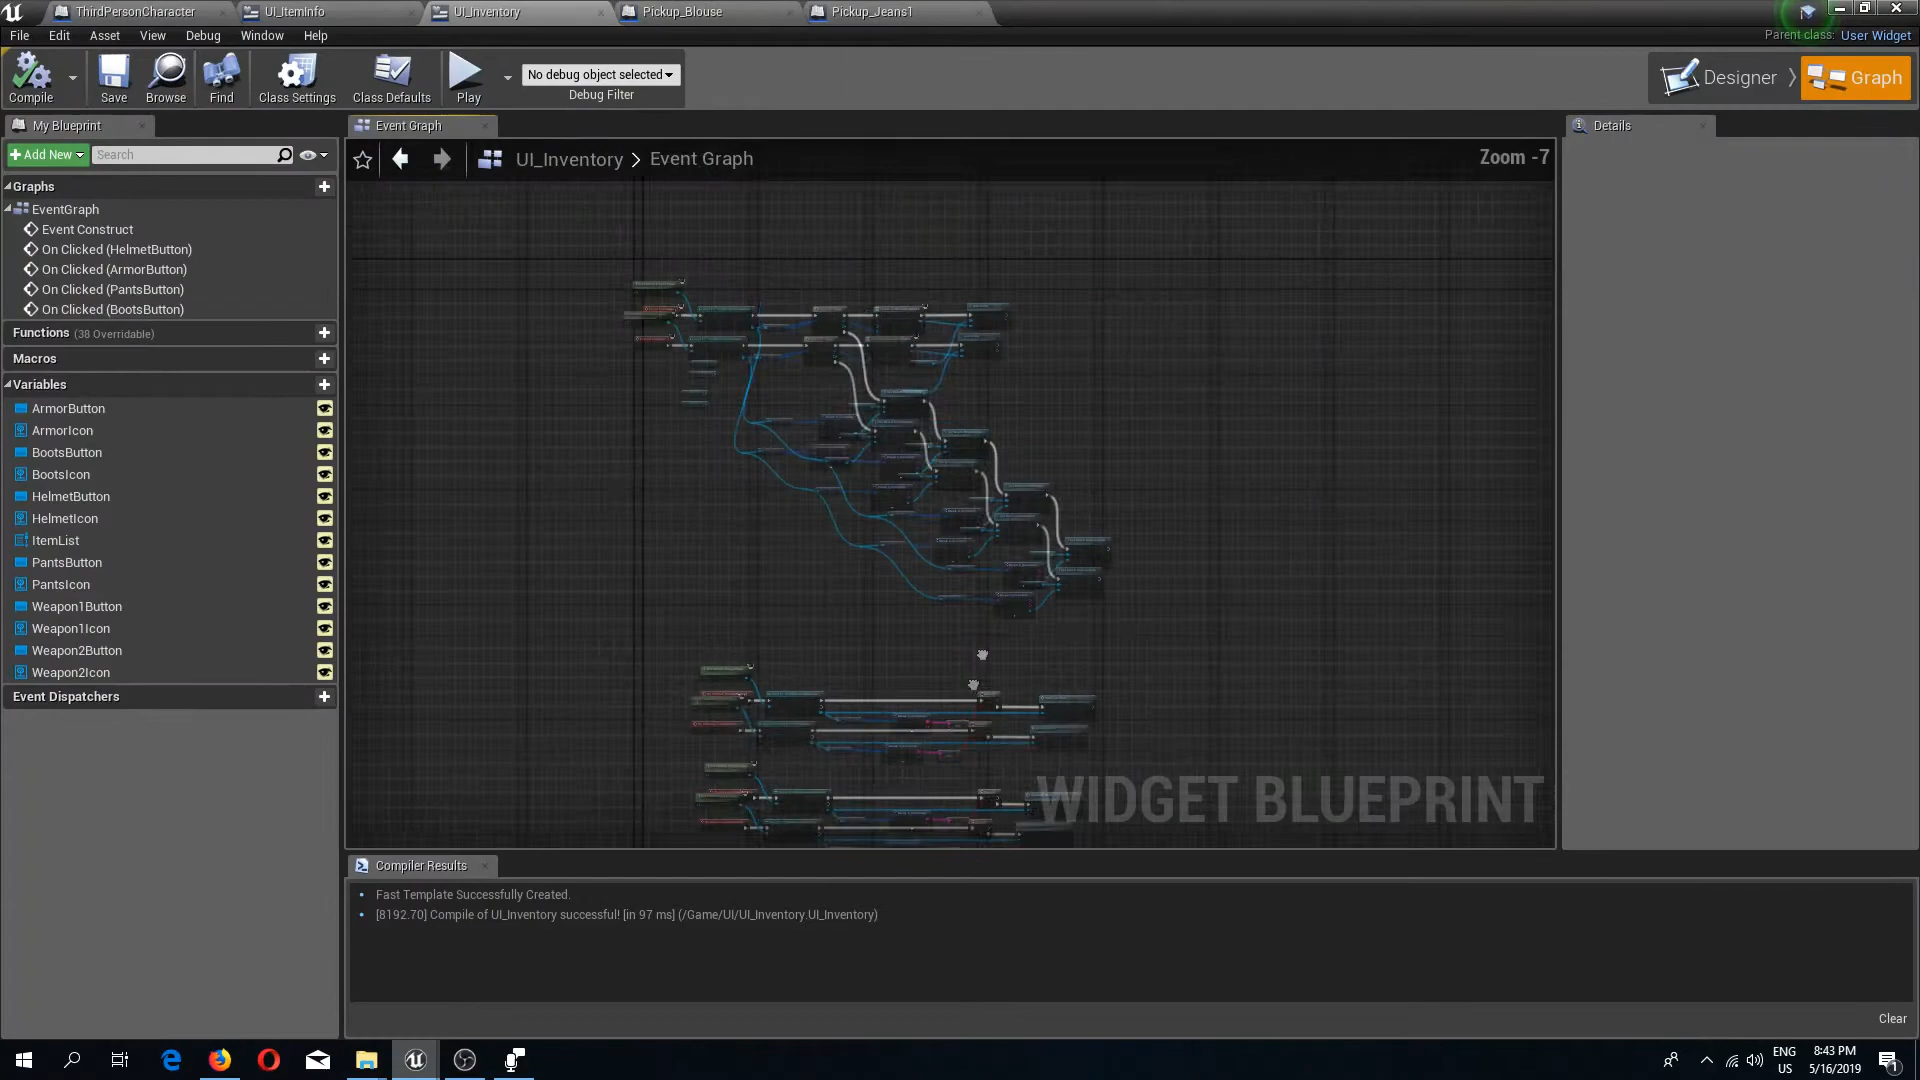 ThirdPersonCharacter
UI_ItemInfo
UI_Inventory
Pickup_Blouse
Pickup_Jeans1
File
Edit
Asset
View
Debug
Window
Help
Parent class: User Widget
Compile
Save
Browse
Find
Class Settings
Class Defaults
Play
No debug object selected
Debug Filter
Designer
Graph
My Blueprint
Event Graph
Details
Add New
Search
UI_Inventory > Event Graph
Zoom -7
Graphs
EventGraph
Event Construct
On Clicked (HelmetButton)
On Clicked (ArmorButton)
On Clicked (PantsButton)
On Clicked (BootsButton)
Functions (38 Overridable)
Macros
Variables
ArmorButton
ArmorIcon
BootsButton
BootsIcon
HelmetButton
HelmetIcon
ItemList
PantsButton
PantsIcon
Weapon1Button
Weapon1Icon
Weapon2Button
Weapon2Icon
Event Dispatchers
WIDGET BLUEPRINT
Compiler Results
Fast Template Successfully Created.
[8192.70] Compile of UI_Inventory successful! [in 97 ms] (/Game/UI/UI_Inventory.UI_Inventory)
Clear
ENG
US
8:43 PM
5/16/2019
1